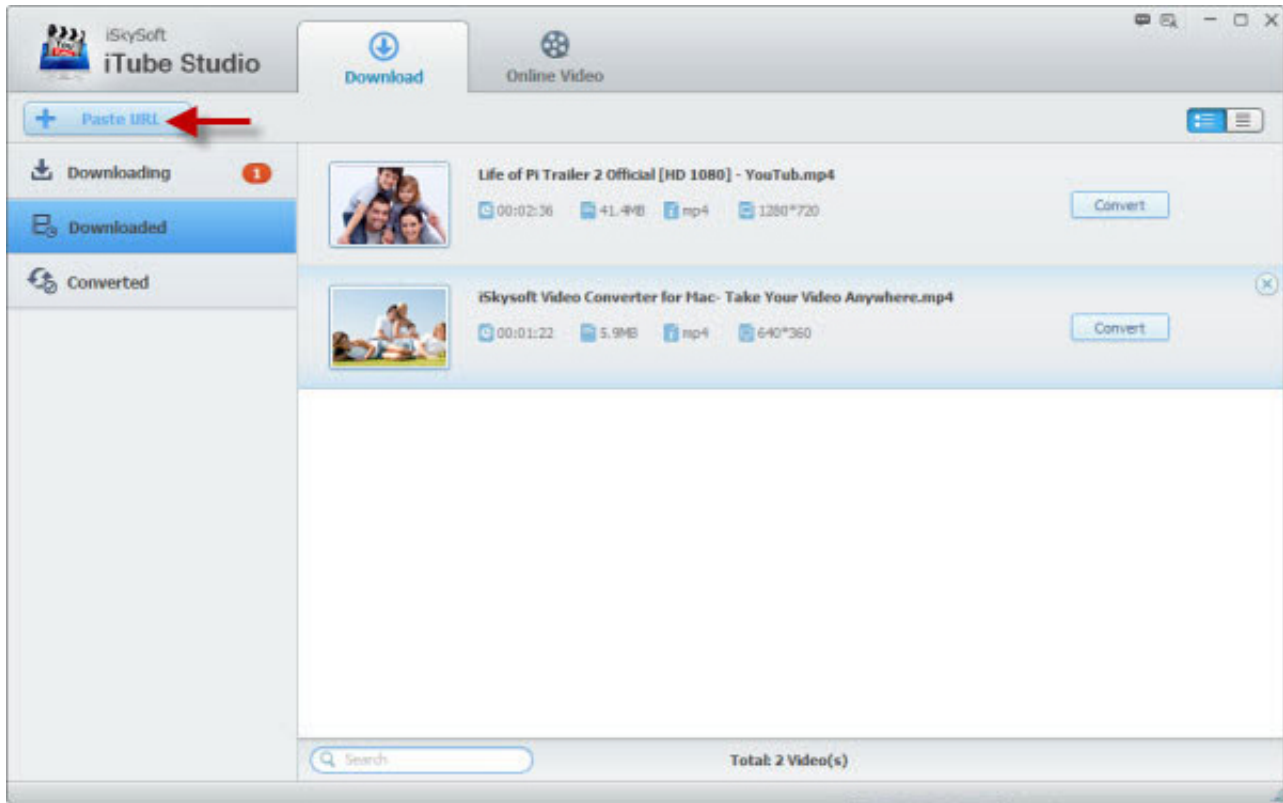 iSkySoft
iTube Studio
Download
Online Video
Paste URL
Downloading
1
Downloaded
Converted
Life of Pi Trailer 2 Official [HD 1080] - YouTub.mp4
00:02:36 41.4MB mp4 1280*720
Convert
iSkysoft Video Converter for Mac- Take Your Video Anywhere.mp4
00:01:22 5.9MB mp4 640*360
Convert
Search
Total: 2 Video(s)